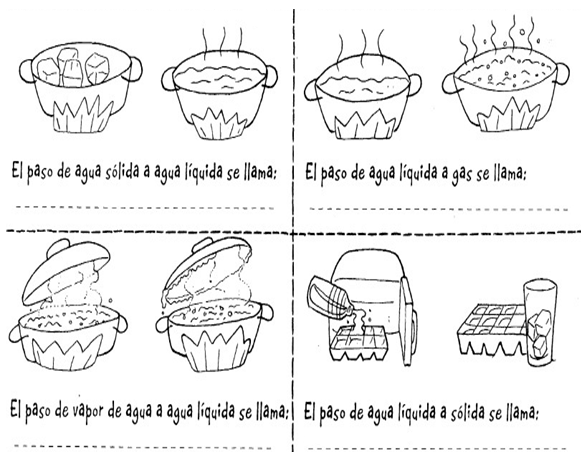 El paso de agua sólida a agua líquida se llama:
El paso de agua líquida a gas se llama:
El paso de vapor de agua a agua líquida se llama:
El paso de agua líquida a sólida se llama: